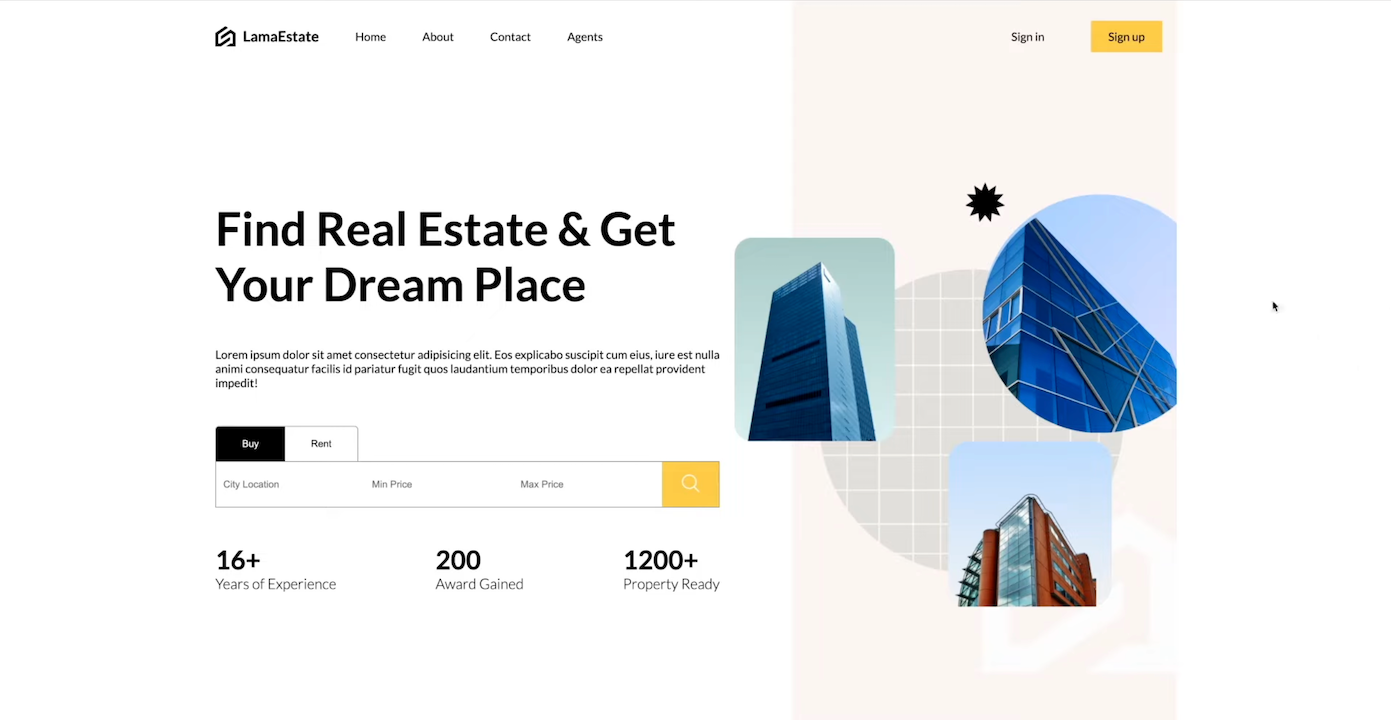 LamaEstate Home About Contact Agents Sign in Sign up
Find Real Estate & Get
Your Dream Place
Lorem ipsum dolor sit amet consectetur adipisicing elit. Eos explicabo suscipit cum eius, iure est nulla
animi consequatur facilis id pariatur fugit quos laudantium temporibus dolor ea repellat provident
impedit!
Buy Rent
City Location Min Price Max Price
16+ 200 1200+
Years of Experience Award Gained Property Ready